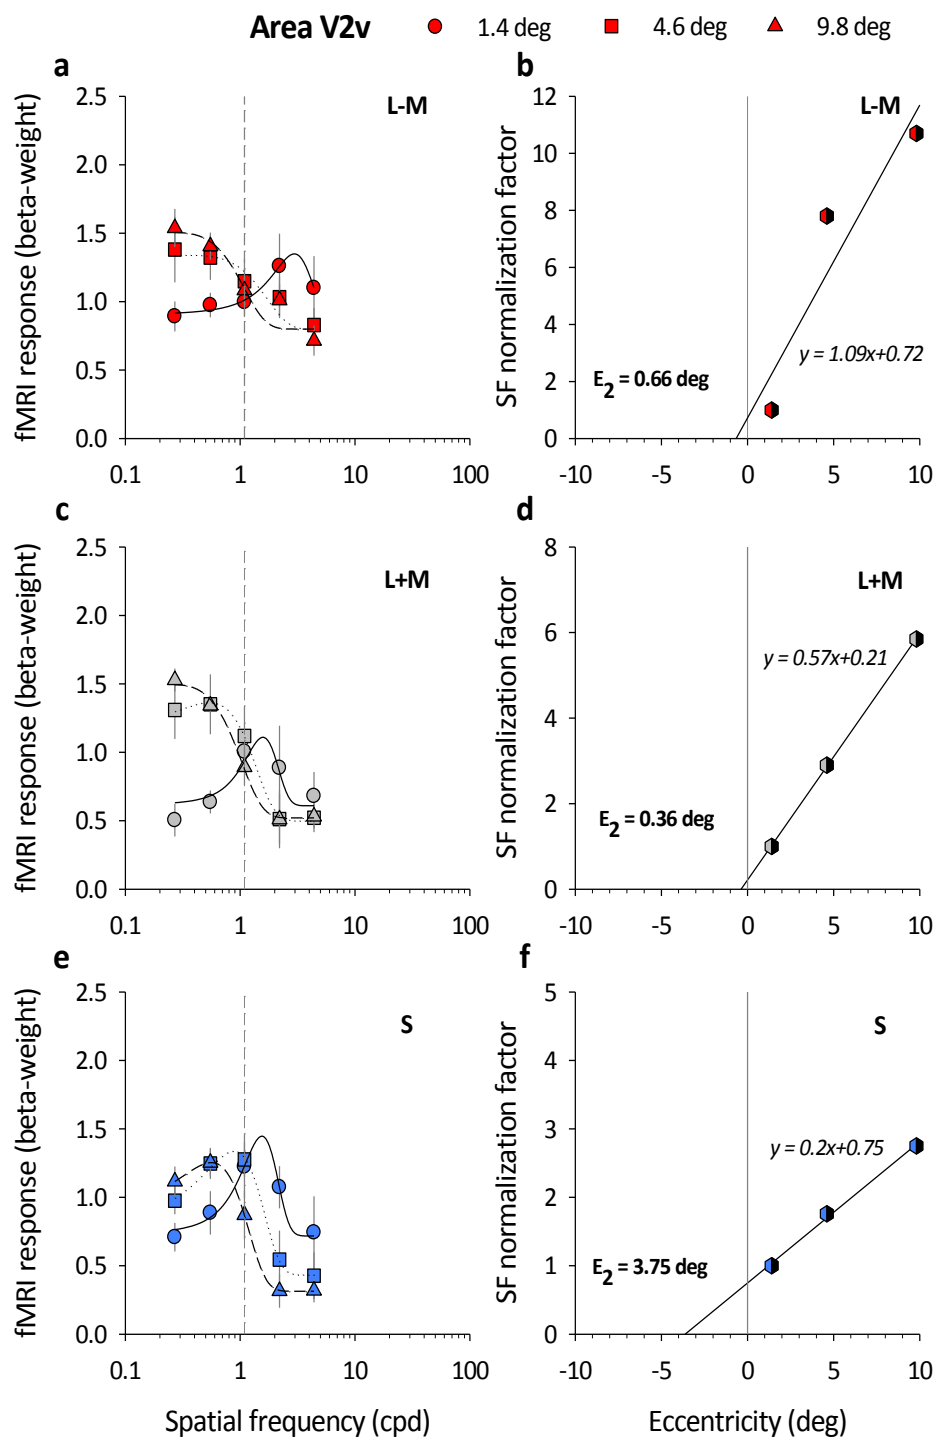 Area V2v 1.4 deg 4.6 deg 9.8 deg
a
fMRI response (beta-weight)
2.5
2.0
1.5
1.0
0.5
0.0
L-M
0.1 1 10 100
b
SF normalization factor
12
10
8
6
4
2
0
L-M
y = 1.09x+0.72
E2 = 0.66 deg
-10 -5 0 5 10
c
fMRI response (beta-weight)
2.5
2.0
1.5
1.0
0.5
0.0
L+M
0.1 1 10 100
d
SF normalization factor
8
6
4
2
0
L+M
y = 0.57x+0.21
E2 = 0.36 deg
-10 -5 0 5 10
e
fMRI response (beta-weight)
2.5
2.0
1.5
1.0
0.5
0.0
S
0.1 1 10 100
Spatial frequency (cpd)
f
SF normalization factor
5
4
3
2
1
0
S
y = 0.2x+0.75
E2 = 3.75 deg
-10 -5 0 5 10
Eccentricity (deg)